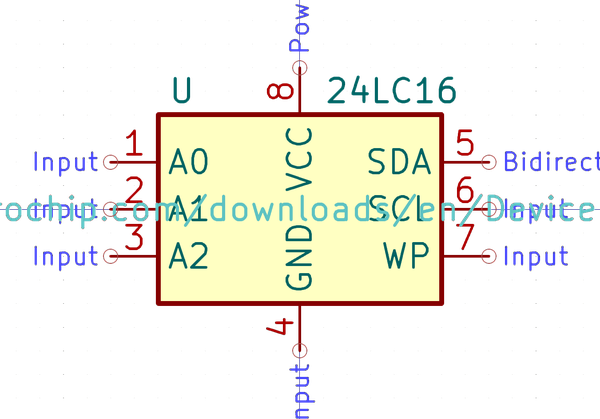 Pow
U
8
24LC16
VCC
Input
1
A0
SDA
5
Bidirect
rochip.com/downloads/en/Device
Input
2
A1
SCL
6
Input
Input
3
A2
GND
WP
7
Input
4
nput